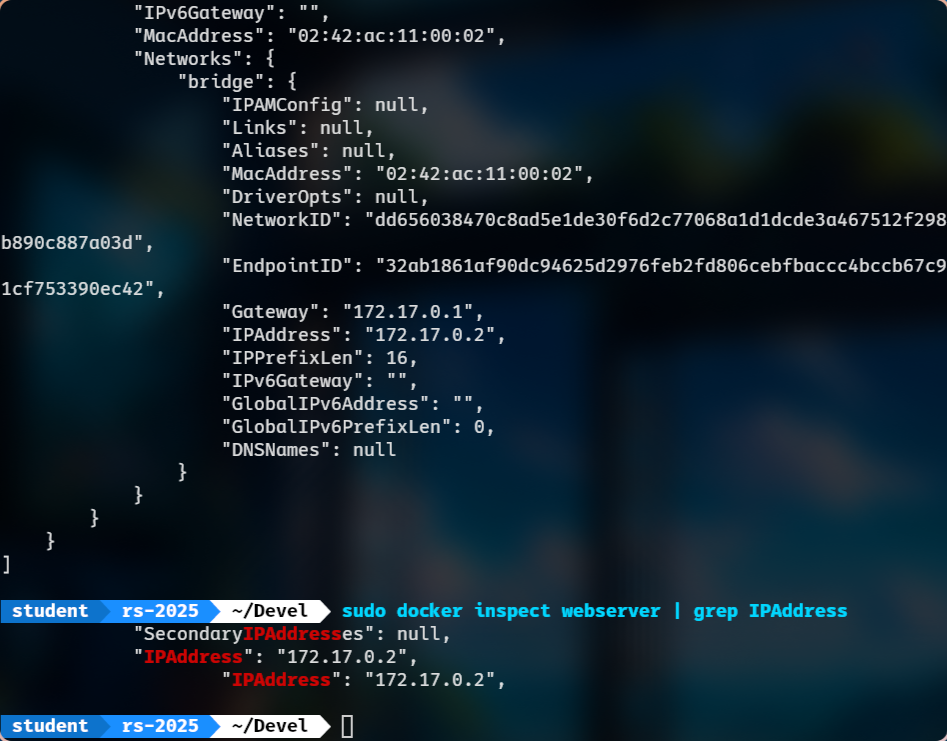 "IPv6Gateway": "",
"MacAddress": "02:42:ac:11:00:02",
"Networks": {
"bridge": {
"IPAMConfig": null,
"Links": null,
"Aliases": null,
"MacAddress": "02:42:ac:11:00:02",
"DriverOpts": null,
"NetworkID": "dd656038470c8ad5e1de30f6d2c77068a1d1dcde3a467512f298
b890c887a03d",
"EndpointID": "32ab1861af90dc94625d2976feb2fd806cebfbaccc4bccb67c9
1cf753390ec42",
"Gateway": "172.17.0.1",
"IPAddress": "172.17.0.2",
"IPPrefixLen": 16,
"IPv6Gateway": "",
"GlobalIPv6Address": "",
"GlobalIPv6PrefixLen": 0,
"DNSNames": null
}
}
}
}
]
student rs-2025 ~/Devel sudo docker inspect webserver | grep IPAddress
"SecondaryIPAddresses": null,
"IPAddress": "172.17.0.2",
"IPAddress": "172.17.0.2",
student rs-2025 ~/Devel